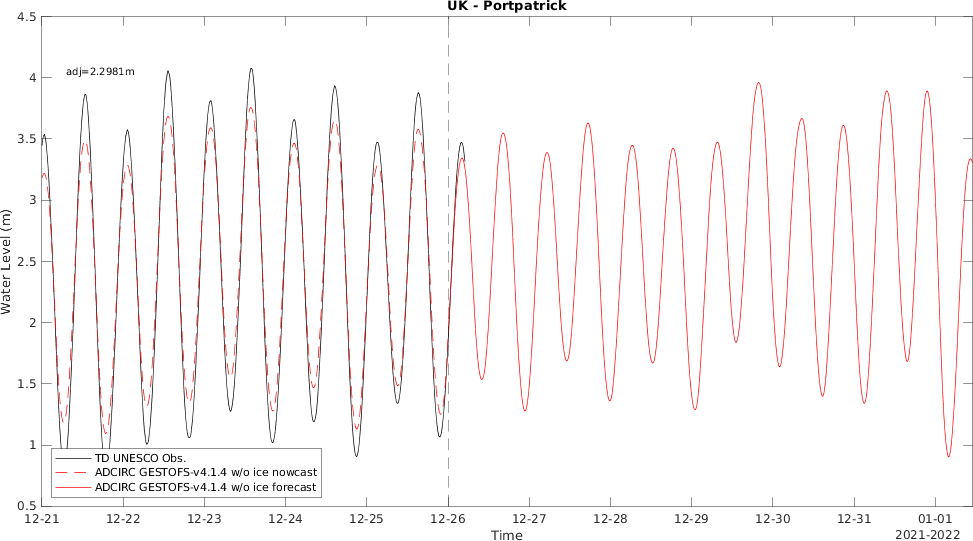 UK - Portpatrick
4.5
4
3.5
3
2.5
2
1.5
1
0.5
Water Level (m)
adj=2.2981m
TD UNESCO Obs.
ADCIRC GESTOFS-v4.1.4 w/o ice nowcast
ADCIRC GESTOFS-v4.1.4 w/o ice forecast
12-21 12-22 12-23 12-24 12-25 12-26 12-27 12-28 12-29 12-30 12-31 01-01
Time
2021-2022